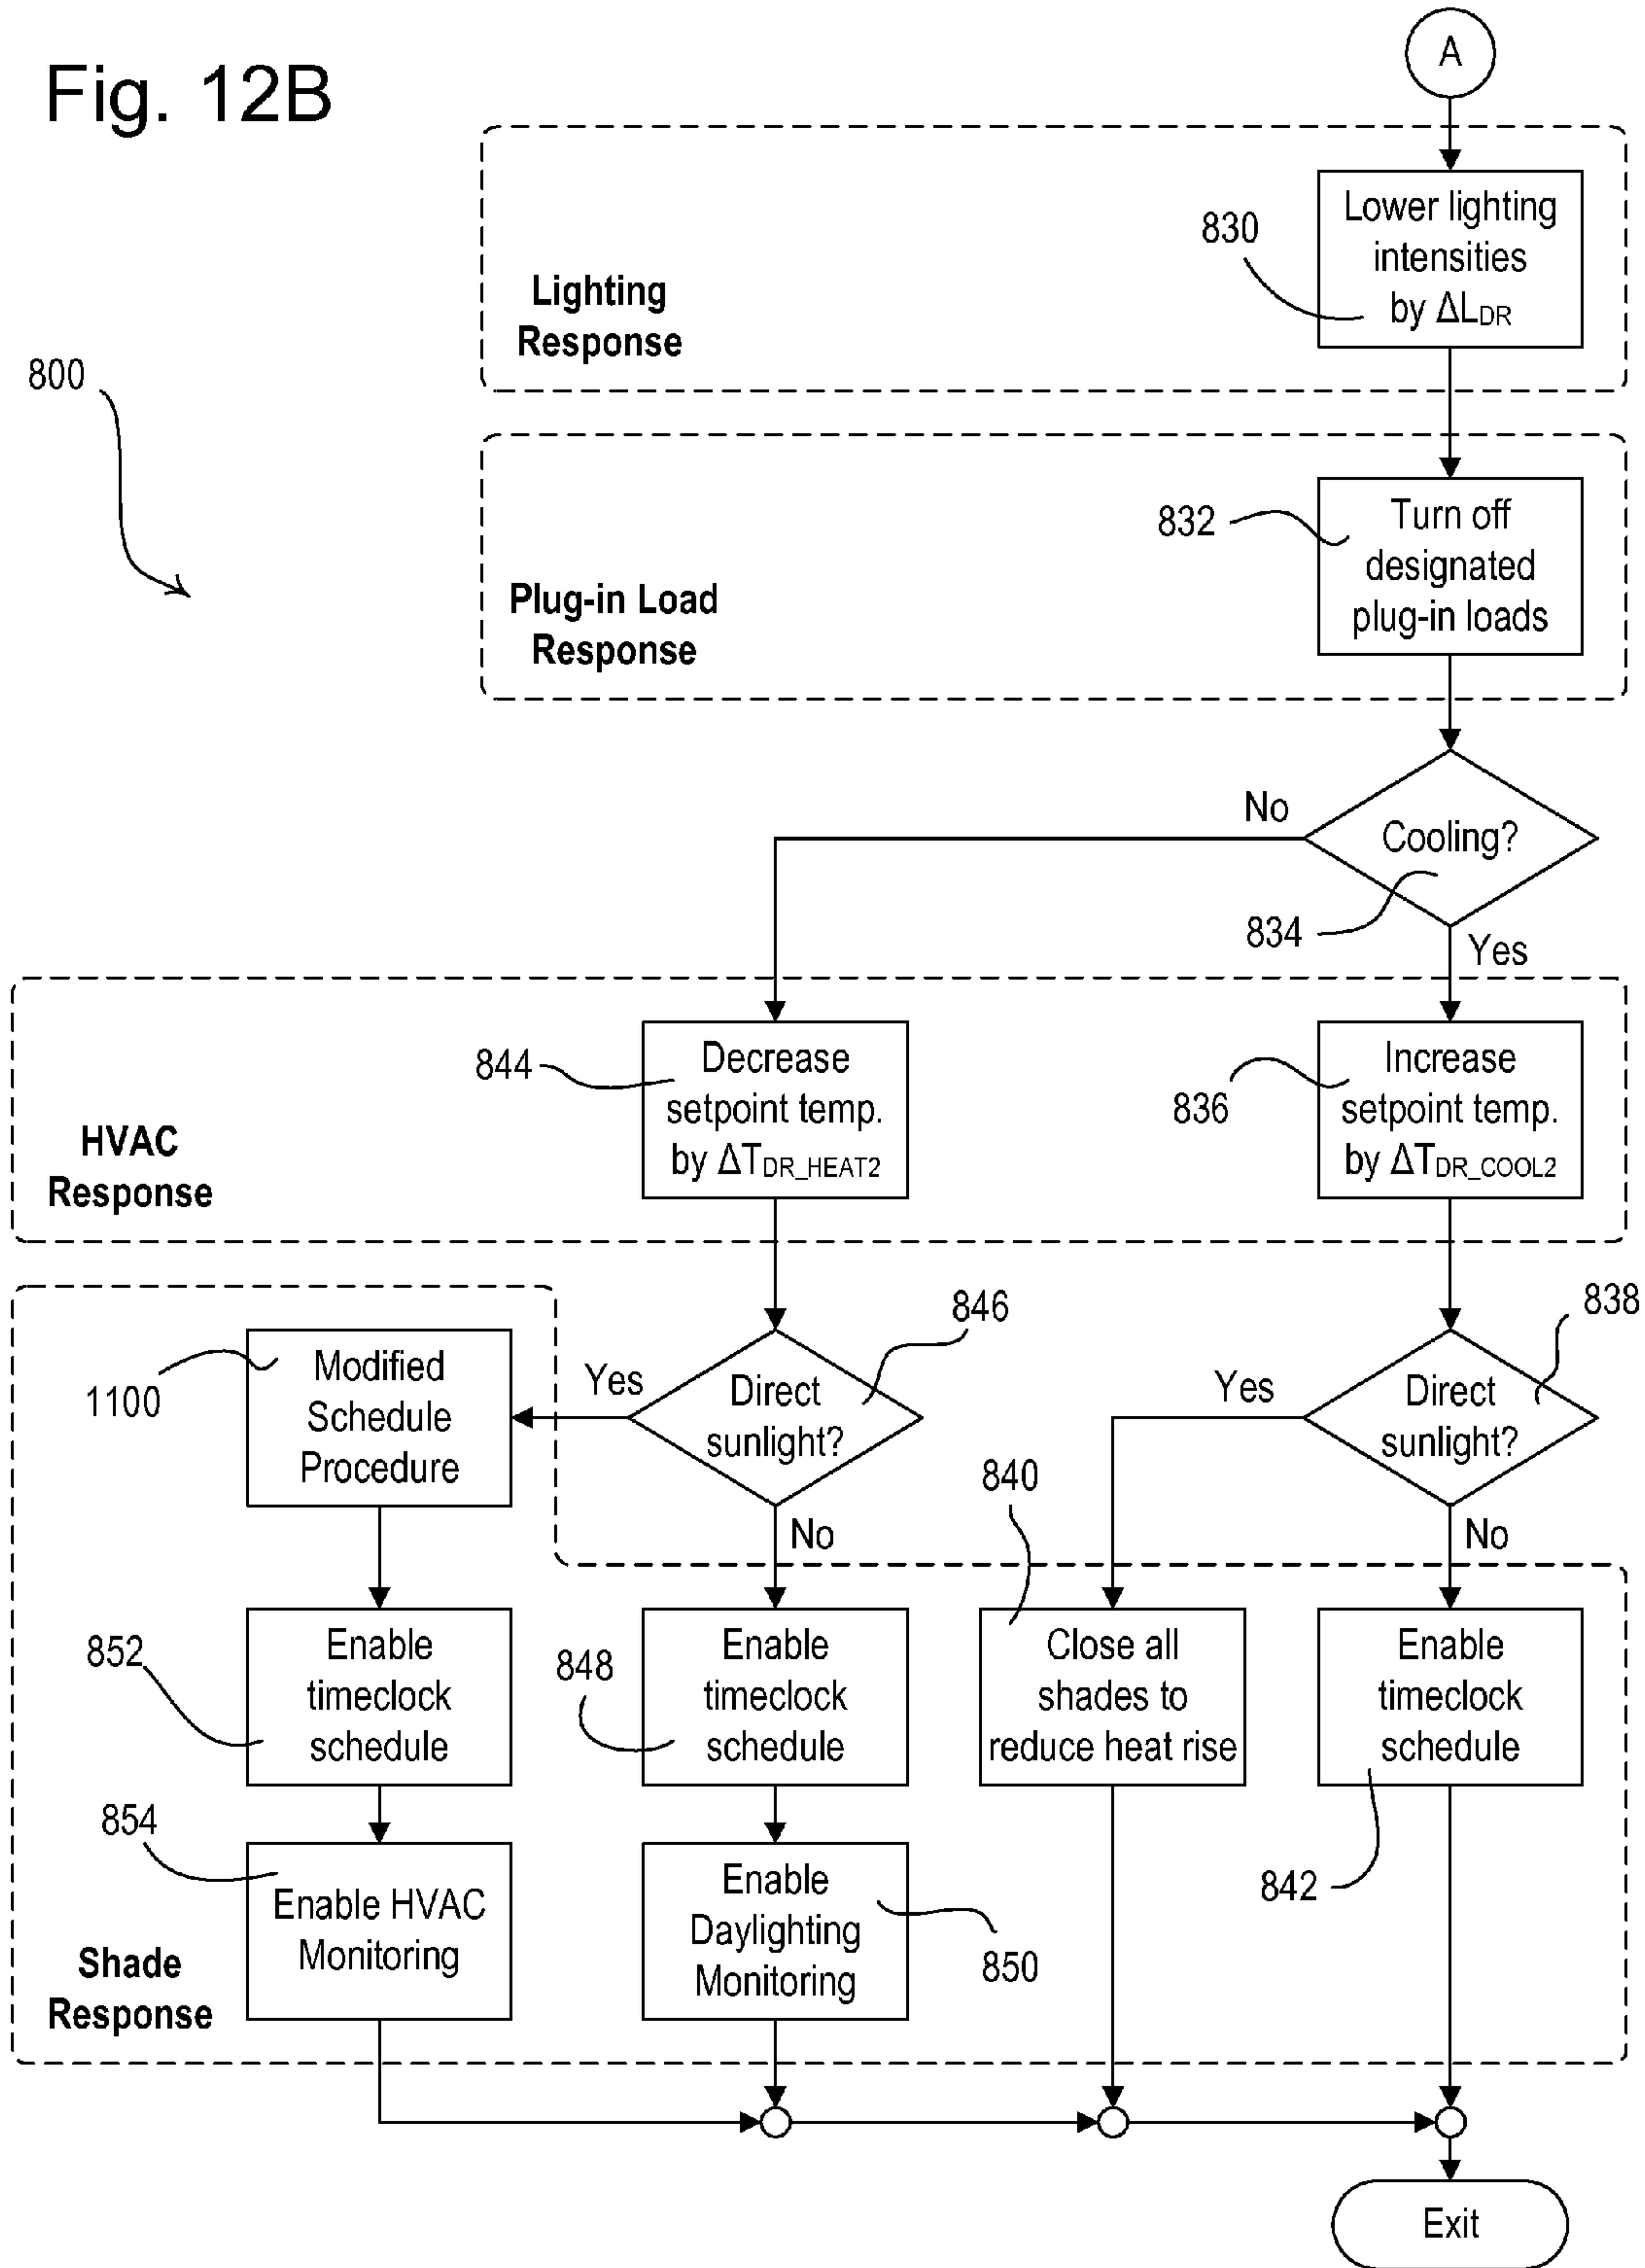 Fig. 12B
A
Lower lighting
intensities
by ΔLDR
830
Lighting
Response
800
Turn off
designated
plug-in loads
832
Plug-in Load
Response
Cooling?
No
834
Yes
844
Decrease
setpoint temp.
by ΔTDR_HEAT2
836
Increase
setpoint temp.
by ΔTDR_COOL2
HVAC
Response
1100
Modified
Schedule
Procedure
Yes
Direct
sunlight?
846
No
Yes
Direct
sunlight?
838
No
840
852
Enable
timeclock
schedule
848
Enable
timeclock
schedule
Close all
shades to
reduce heat rise
Enable
timeclock
schedule
842
854
Enable HVAC
Monitoring
Enable
Daylighting
Monitoring
850
Shade
Response
Exit